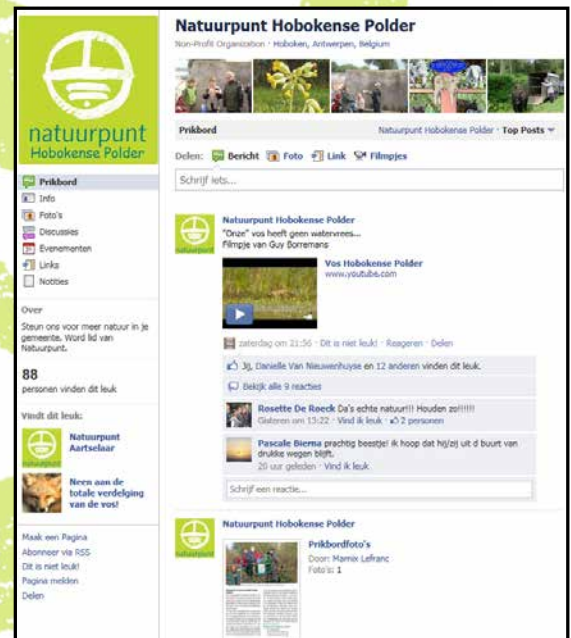 natuurpunt
Hobokense Polder
Prikbord
Info
Foto's
Discussies
Evenementen
Links
Notities
Over
Steun ons voor meer natuur in je
gemeente. Word lid van
Natuurpunt.
88
personen vinden dit leuk
Vindt dit leuk:
Natuurpunt
Aartselaar
Neen aan de
totale verdelging
van de vos!
Maak een Pagina
Abonneer via RSS
Dit is niet leuk!
Pagina melden
Delen
Natuurpunt Hobokense Polder
Non-Profit Organization · Hoboken, Antwerpen, Belgium
Prikbord Natuurpunt Hobokense Polder · Top Posts
Delen: Bericht Foto Link Filmpjes
Schrijf iets...
Natuurpunt Hobokense Polder
"Onze" vos heeft geen watervrees...
Filmpje van Guy Borremans
Vos Hobokense Polder
www.youtube.com
zaterdag om 21:56 · Dit is niet leuk! · Reageren · Delen
Jij, Danielle Van Nieuwenhuyse en 12 anderen vinden dit leuk.
Bekijk alle 9 reacties
Rosette De Roeck Da's echte natuur!!! Houden zo!!!!!!
Gisteren om 13:22 · Vind ik leuk · 2 personen
Pascale Bierna prachtig beestje! ik hoop dat hij/zij uit d buurt van
drukke wegen blijft.
20 uur geleden · Vind ik leuk
Schrijf een reactie...
Natuurpunt Hobokense Polder
Prikbordfoto's
Door: Marnix Lefranc
Foto's: 1